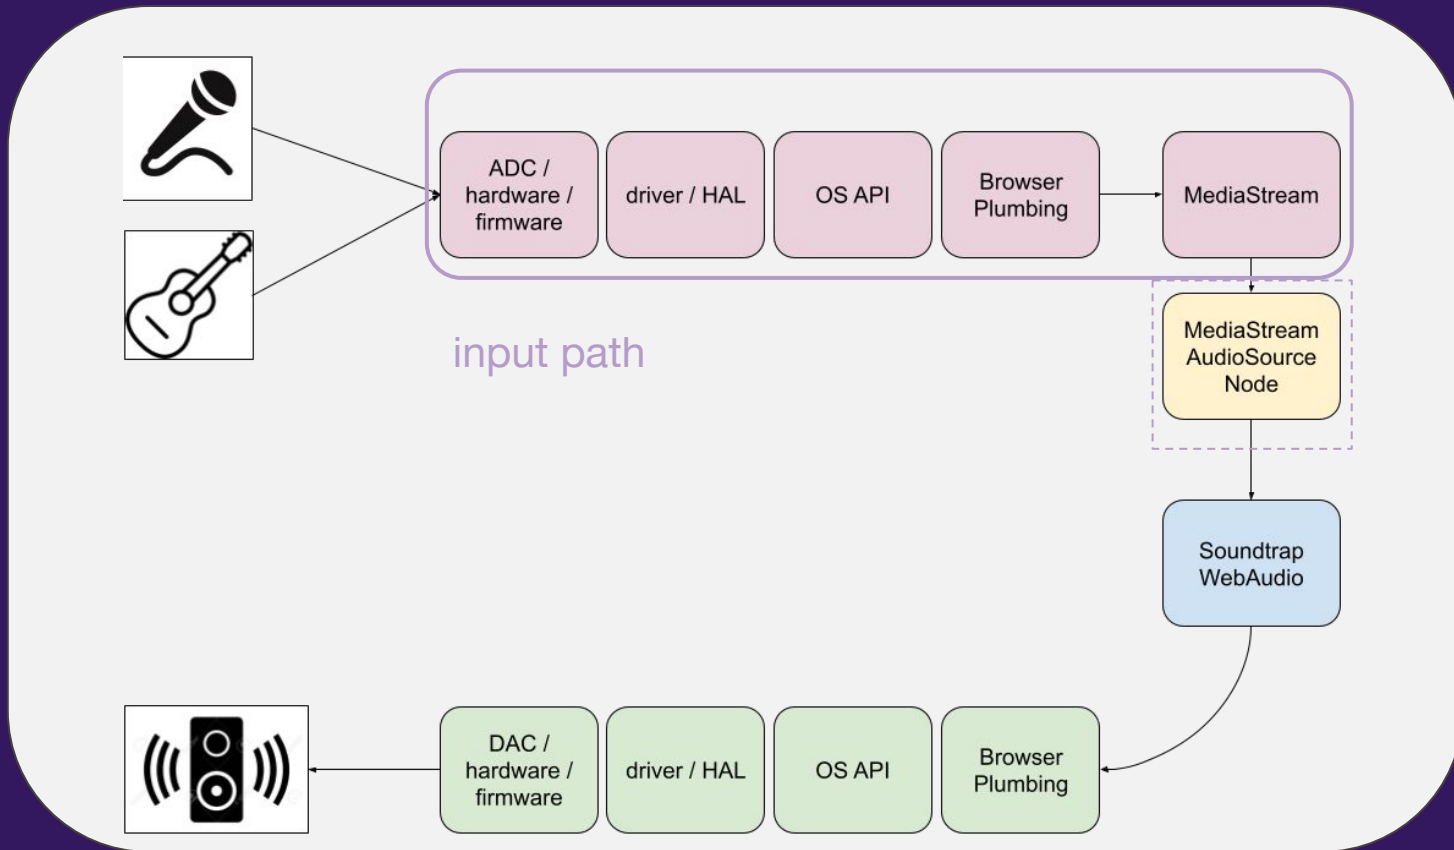 ADC /
hardware /
firmware
driver / HAL
OS API
Browser
Plumbing
MediaStream
input path
MediaStream
AudioSource
Node
Soundtrap
WebAudio
DAC /
hardware /
firmware
driver / HAL
OS API
Browser
Plumbing